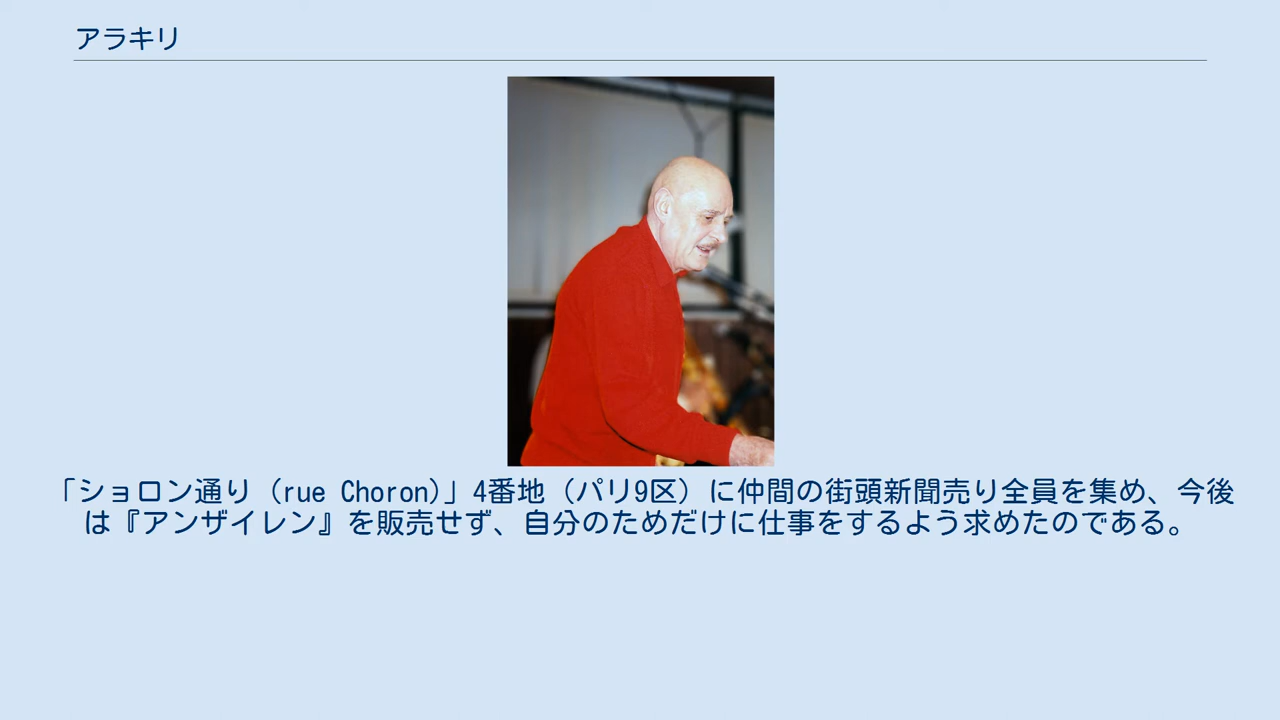 アラキリ
「ショロン通り（rue Choron)」4番地（パリ9区）に仲間の街頭新聞売り全員を集め、今後
は『アンザイレン』を販売せず、自分のためだけに仕事をするよう求めたのである。